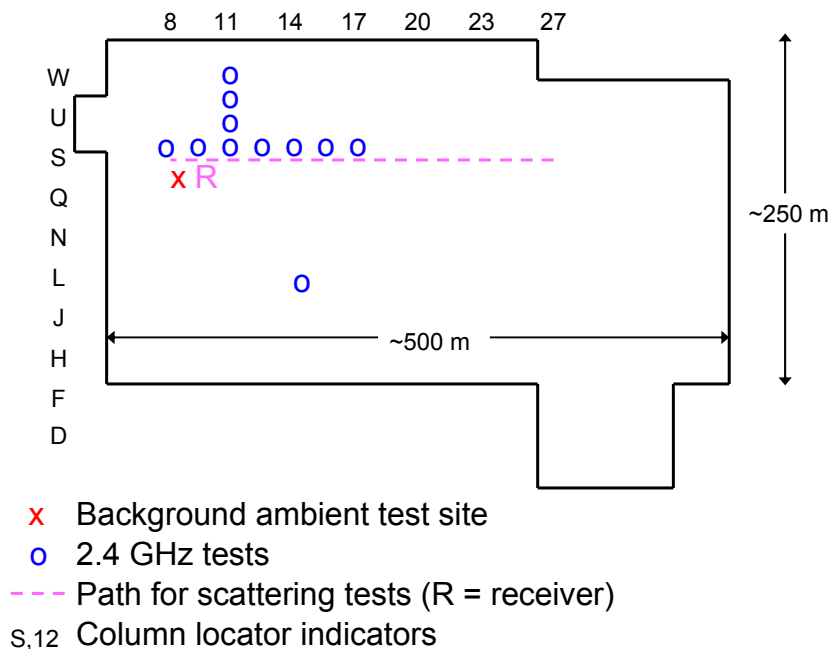 8 11 14 17 20 23 27
W
o
o
U
o
S
o o o o o o o
x R
Q
~250 m
N
L
o
J
~500 m
H
F
D
x Background ambient test site
o 2.4 GHz tests
Path for scattering tests (R = receiver)
S,12 Column locator indicators